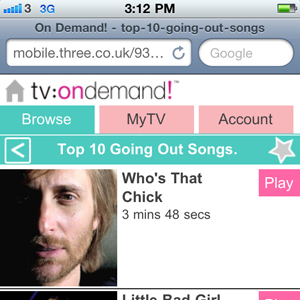 3 3G 3:12 PM
On Demand! - top-10-going-out-songs
mobile.three.co.uk/93... Google
tv:ondemand!™
Browse MyTV Account
Top 10 Going Out Songs.
Who's That
Chick
3 mins 48 secs
Play
Little Bad Girl